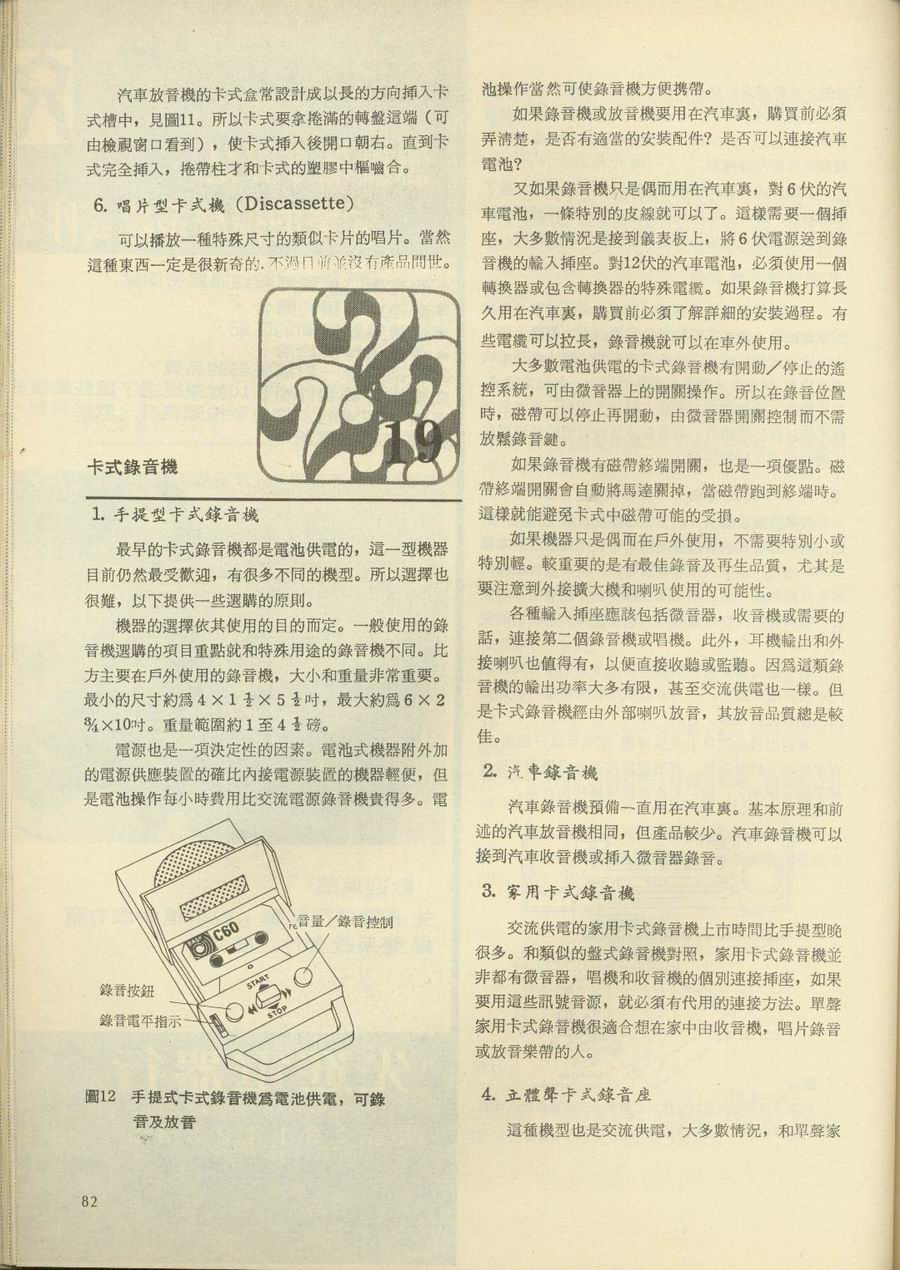 汽車放音機的卡式盒常設計成以長的方向揷入卡
式槽中，見圖11。所以卡式要拿捲滿的轉盤這端（可
由檢視窗口看到），使卡式揷入後開口朝右。直到卡
式完全揷入，捲帶柱才和卡式的塑膠中樞嚙合。
6. 唱片型卡式機（Discassette）
可以播放一種特殊尺寸的類似卡片的唱片。當然
這種東西一定是很新奇的，不過目前並沒有產品問世。
19
卡式錄音機
1. 手提型卡式錄音機
最早的卡式錄音機都是電池供電的，這一型機器
目前仍然最受歡迎，有很多不同的機型。所以選擇也
很難，以下提供一些選購的原則。
機器的選擇依其使用的目的而定。一般使用的錄
音機選購的項目重點就和特殊用途的錄音機不同。比
方主要在戶外使用的錄音機，大小和重量非常重要。
最小的尺寸約爲 4 × 1 ½ × 5 ½ 吋，最大約爲 6 × 2
¾×10吋。重量範圍約 1 至 4 ½ 磅。
電源也是一項決定性的因素。電池式機器附外加
的電源供應裝置的確比內接電源裝置的機器輕便，但
是電池操作每小時費用比交流電源錄音機貴得多。電
音量／錄音控制
C60
START
STOP
錄音按鈕
錄音電平指示
圖12　手提式卡式錄音機爲電池供電，可錄
音及放音
82
池操作當然可使錄音機方便携帶。
如果錄音機或放音機要用在汽車裏，購買前必須
弄淸楚，是否有適當的安裝配件？是否可以連接汽車
電池？
又如果錄音機只是偶而用在汽車裏，對 6 伏的汽
車電池，一條特別的皮線就可以了。這樣需要一個揷
座，大多數情況是接到儀表板上，將 6 伏電源送到錄
音機的輸入揷座。對12伏的汽車電池，必須使用一個
轉換器或包含轉換器的特殊電纜。如果錄音機打算長
久用在汽車裏，購買前必須了解詳細的安裝過程。有
些電纜可以拉長，錄音機就可以在車外使用。
大多數電池供電的卡式錄音機有開動／停止的遙
控系統，可由微音器上的開關操作。所以在錄音位置
時，磁帶可以停止再開動，由微音器開關控制而不需
放鬆錄音鍵。
如果錄音機有磁帶終端開關，也是一項優點。磁
帶終端開關會自動將馬達關掉，當磁帶跑到終端時。
這樣就能避免卡式中磁帶可能的受損。
如果機器只是偶而在戶外使用，不需要特別小或
特別輕。較重要的是有最佳錄音及再生品質，尤其是
要注意到外接擴大機和喇叭使用的可能性。
各種輸入揷座應該包括微音器，收音機或需要的
話，連接第二個錄音機或唱機。此外，耳機輸出和外
接喇叭也値得有，以便直接收聽或監聽。因爲這類錄
音機的輸出功率大多有限，甚至交流供電也一樣。但
是卡式錄音機經由外部喇叭放音，其放音品質總是較
佳。
2. 汽車錄音機
汽車錄音機預備一直用在汽車裏。基本原理和前
述的汽車放音機相同，但產品較少。汽車錄音機可以
接到汽車收音機或揷入微音器錄音。
3. 家用卡式錄音機
交流供電的家用卡式錄音機上市時間比手提型晚
很多。和類似的盤式錄音機對照，家用卡式錄音機並
非都有微音器，唱機和收音機的個別連接揷座，如果
要用這些訊號音源，就必須有代用的連接方法。單聲
家用卡式錄音機很適合想在家中由收音機，唱片錄音
或放音樂帶的人。
4. 立體聲卡式錄音座
這種機型也是交流供電，大多數情況，和單聲家